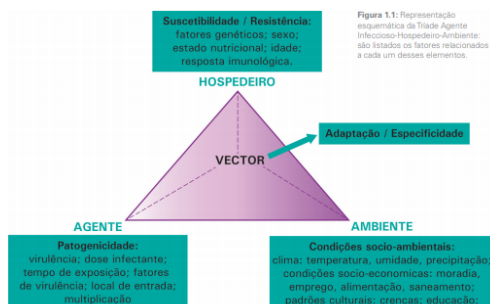 Suscetibilidade / Resistência:
fatores genéticos; sexo;
estado nutricional; idade;
resposta imunológica.
HOSPEDEIRO
Figura 1.1: Representação
esquemática da Tríade Agente
Infeccioso-Hospedeiro-Ambiente:
são listados os fatores relacionados
a cada um desses elementos.
Adaptação / Especificidade
VECTOR
AGENTE
Patogenicidade:
virulência; dose infectante;
tempo de exposição; fatores
de virulência; local de entrada;
multiplicação
AMBIENTE
Condições socio-ambientais:
clima: temperatura, umidade, precipitação;
condições socio-economicas: moradia,
emprego, alimentação, saneamento;
padrões culturais: crenças; educação;